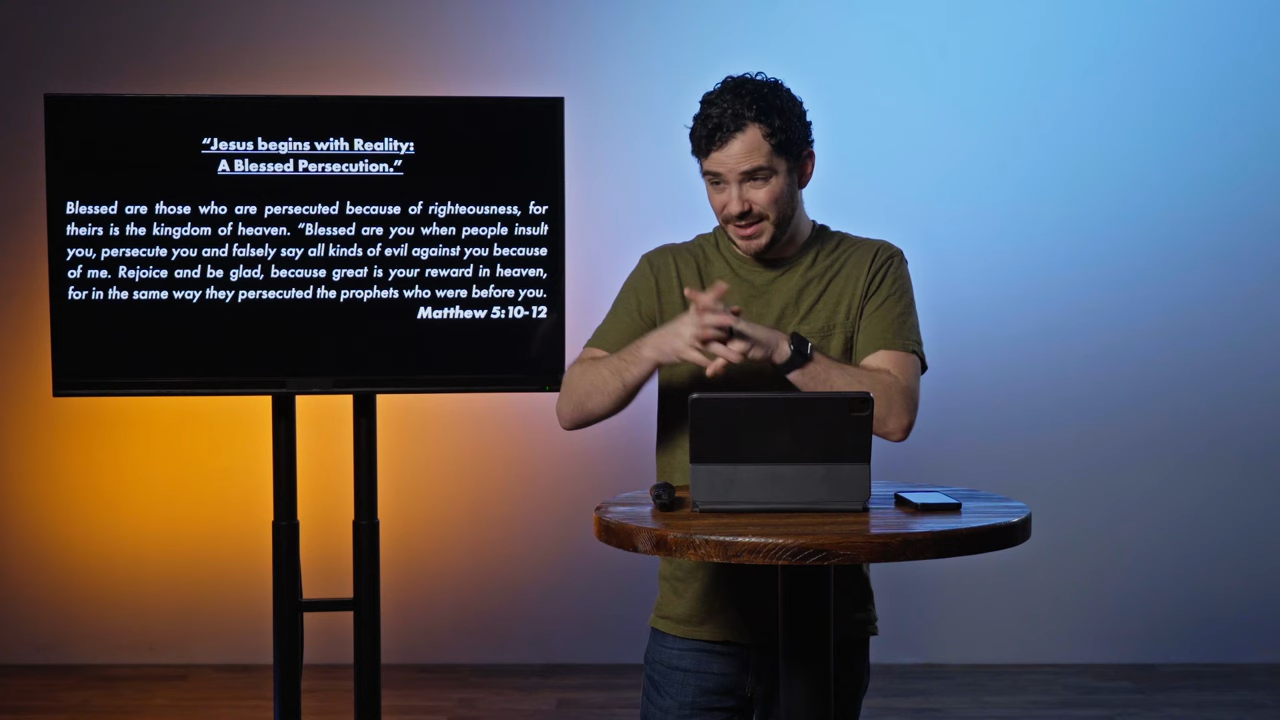 “Jesus begins with Reality:
A Blessed Persecution.”
Blessed are those who are persecuted because of righteousness, for
theirs is the kingdom of heaven. “Blessed are you when people insult
you, persecute you and falsely say all kinds of evil against you because
of me. Rejoice and be glad, because great is your reward in heaven,
for in the same way they persecuted the prophets who were before you.
Matthew 5:10-12